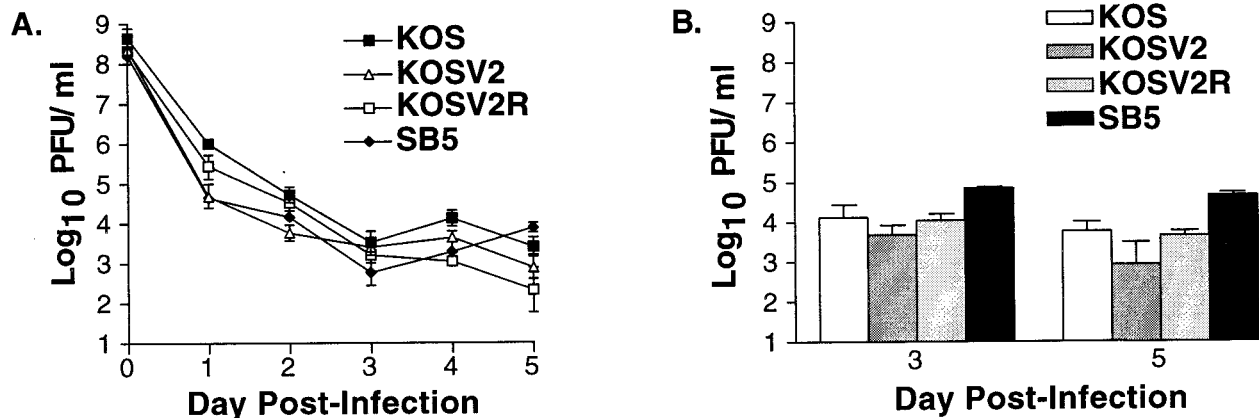 A.
Log10 PFU/ml
9
8
7
6
5
4
3
2
1
0 1 2 3 4 5
Day Post-Infection
KOS
KOSV2
KOSV2R
SB5
B.
Log10 PFU/ml
9
8
7
6
5
4
3
2
1
3 5
Day Post-Infection
KOS
KOSV2
KOSV2R
SB5